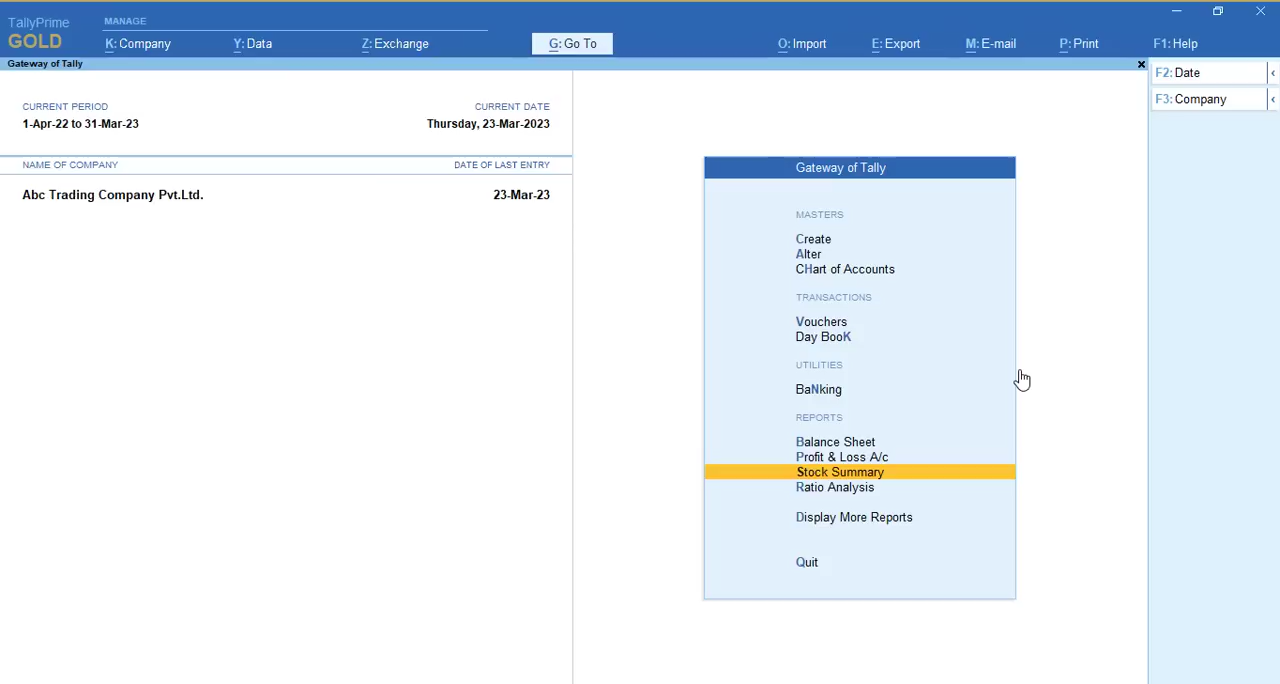 TallyPrime
GOLD
MANAGE
K: Company
Y: Data
Z: Exchange
G: Go To
O: Import
E: Export
M: E-mail
P: Print
F1: Help
Gateway of Tally
F2: Date
F3: Company
CURRENT PERIOD
CURRENT DATE
1-Apr-22 to 31-Mar-23
Thursday, 23-Mar-2023
NAME OF COMPANY
DATE OF LAST ENTRY
Abc Trading Company Pvt.Ltd.
23-Mar-23
Gateway of Tally
MASTERS
Create
Alter
CHart of Accounts
TRANSACTIONS
Vouchers
Day BooK
UTILITIES
BaNking
REPORTS
Balance Sheet
Profit & Loss A/c
Stock Summary
Ratio Analysis
Display More Reports
Quit